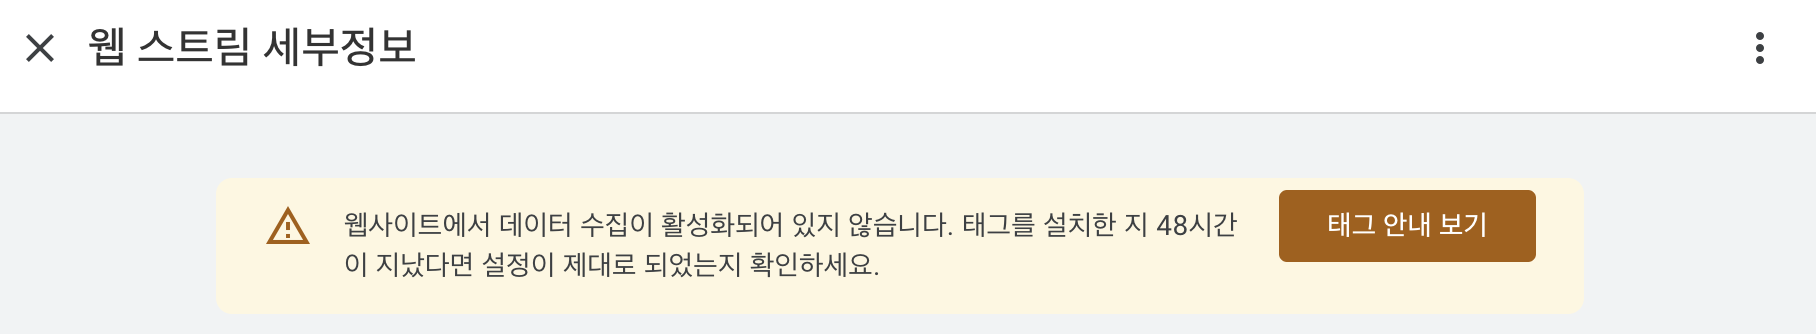 웹 스트림 세부정보
웹사이트에서 데이터 수집이 활성화되어 있지 않습니다. 태그를 설치한 지 48시간
이 지났다면 설정이 제대로 되었는지 확인하세요.
태그 안내 보기